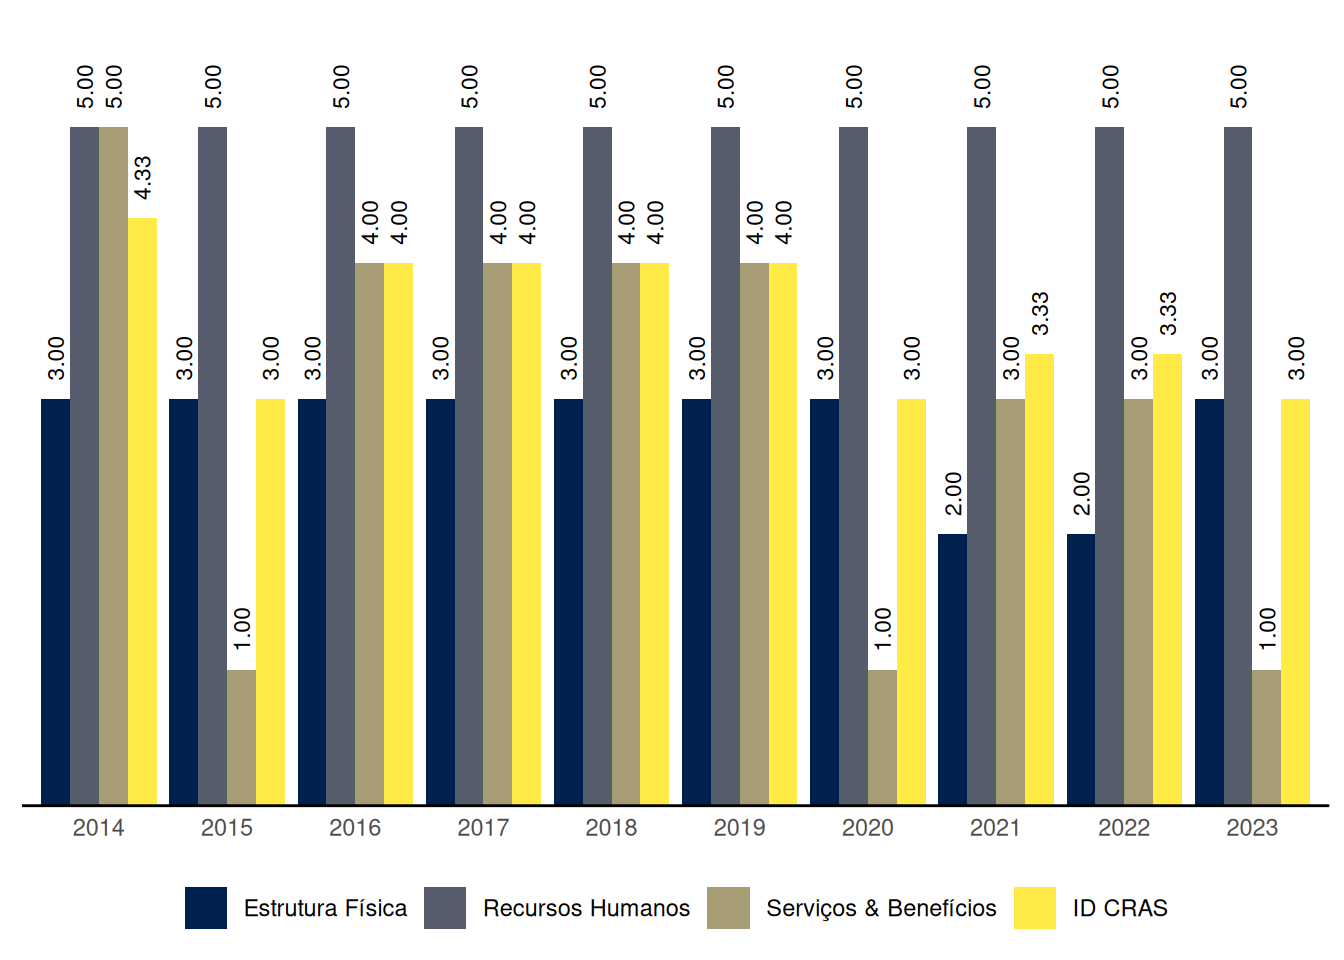 5.00 5.00 5.00 5.00 5.00 5.00 5.00 5.00 5.00 5.00 5.00
4.33
4.00 4.00 4.00 4.00 4.00 4.00 4.00 4.00
3.33 3.33
3.00 3.00 3.00 3.00 3.00 3.00 3.00 3.00 3.00 3.00 3.00 3.00 3.00
2.00 2.00
1.00 1.00 1.00
2014 2015 2016 2017 2018 2019 2020 2021 2022 2023
Estrutura Física Recursos Humanos Serviços & Benefícios ID CRAS